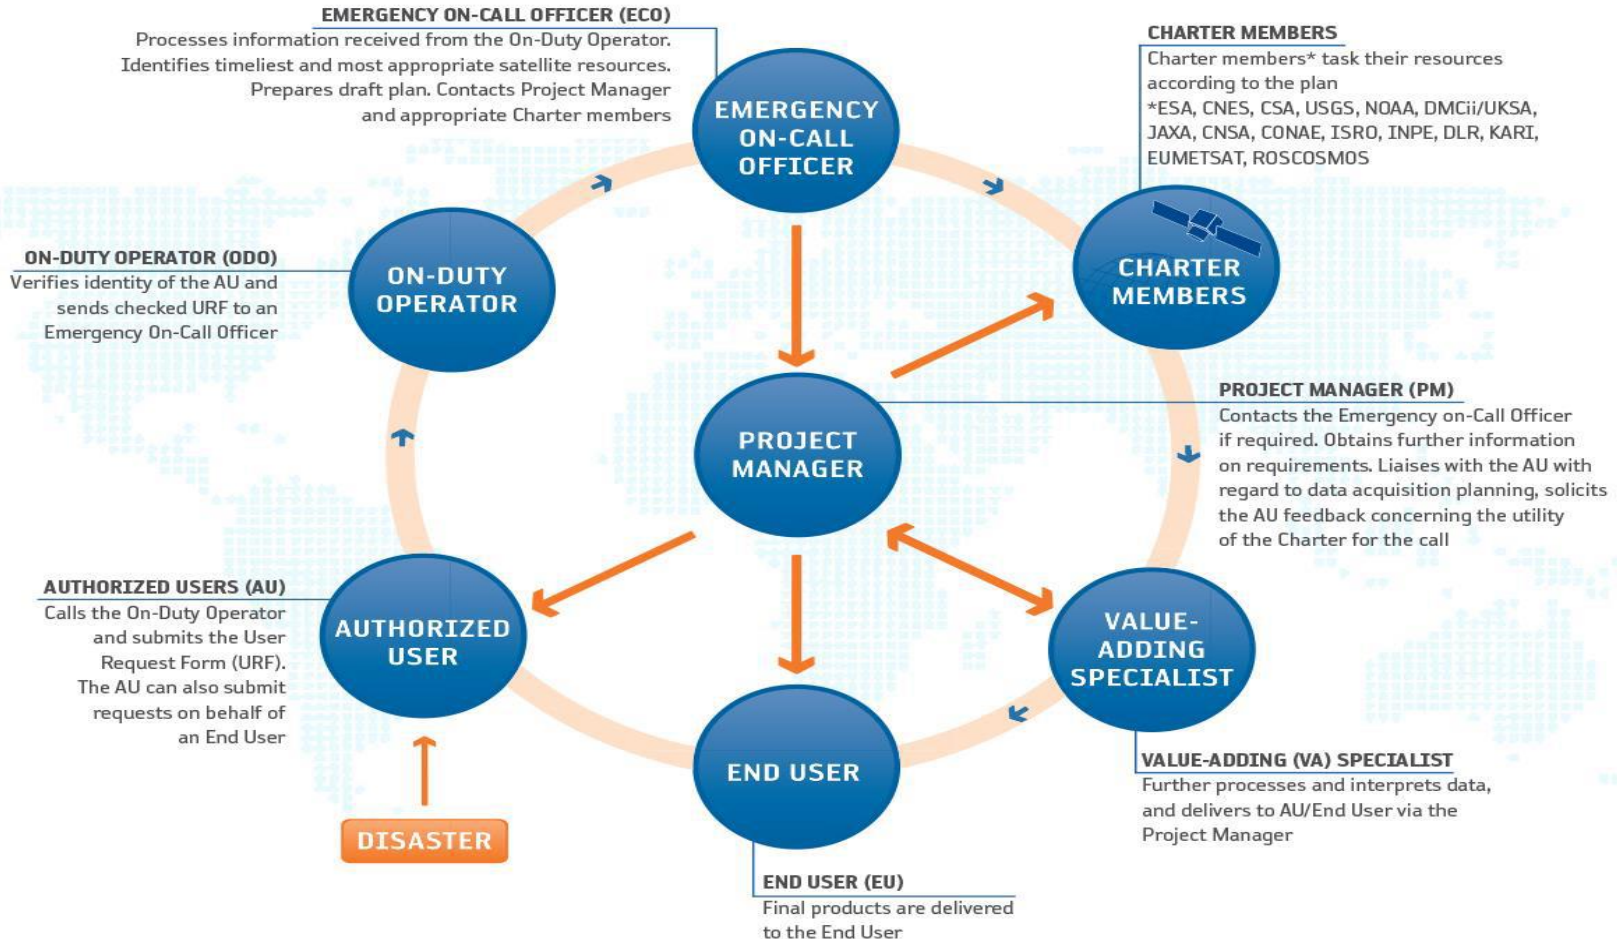 EMERGENCY ON-CALL OFFICER (ECO)
Processes information received from the On-Duty Operator.
Identifies timeliest and most appropriate satellite resources.
Prepares draft plan. Contacts Project Manager
and appropriate Charter members
CHARTER MEMBERS
Charter members* task their resources
according to the plan
*ESA, CNES, CSA, USGS, NOAA, DMCii/UKSA,
JAXA, CNSA, CONAE, ISRO, INPE, DLR, KARI,
EUMETSAT, ROSCOSMOS
EMERGENCY
ON-CALL
OFFICER
ON-DUTY OPERATOR (ODO)
Verifies identity of the AU and
sends checked URF to an
Emergency On-Call Officer
ON-DUTY
OPERATOR
CHARTER
MEMBERS
PROJECT
MANAGER
PROJECT MANAGER (PM)
Contacts the Emergency on-Call Officer
if required. Obtains further information
on requirements. Liaises with the AU with
regard to data acquisition planning, solicits
the AU feedback concerning the utility
of the Charter for the call
AUTHORIZED USERS (AU)
Calls the On-Duty Operator
and submits the User
Request Form (URF).
The AU can also submit
requests on behalf of
an End User
AUTHORIZED
USER
VALUE-
ADDING
SPECIALIST
END USER
DISASTER
VALUE-ADDING (VA) SPECIALIST
Further processes and interprets data,
and delivers to AU/End User via the
Project Manager
END USER (EU)
Final products are delivered
to the End User